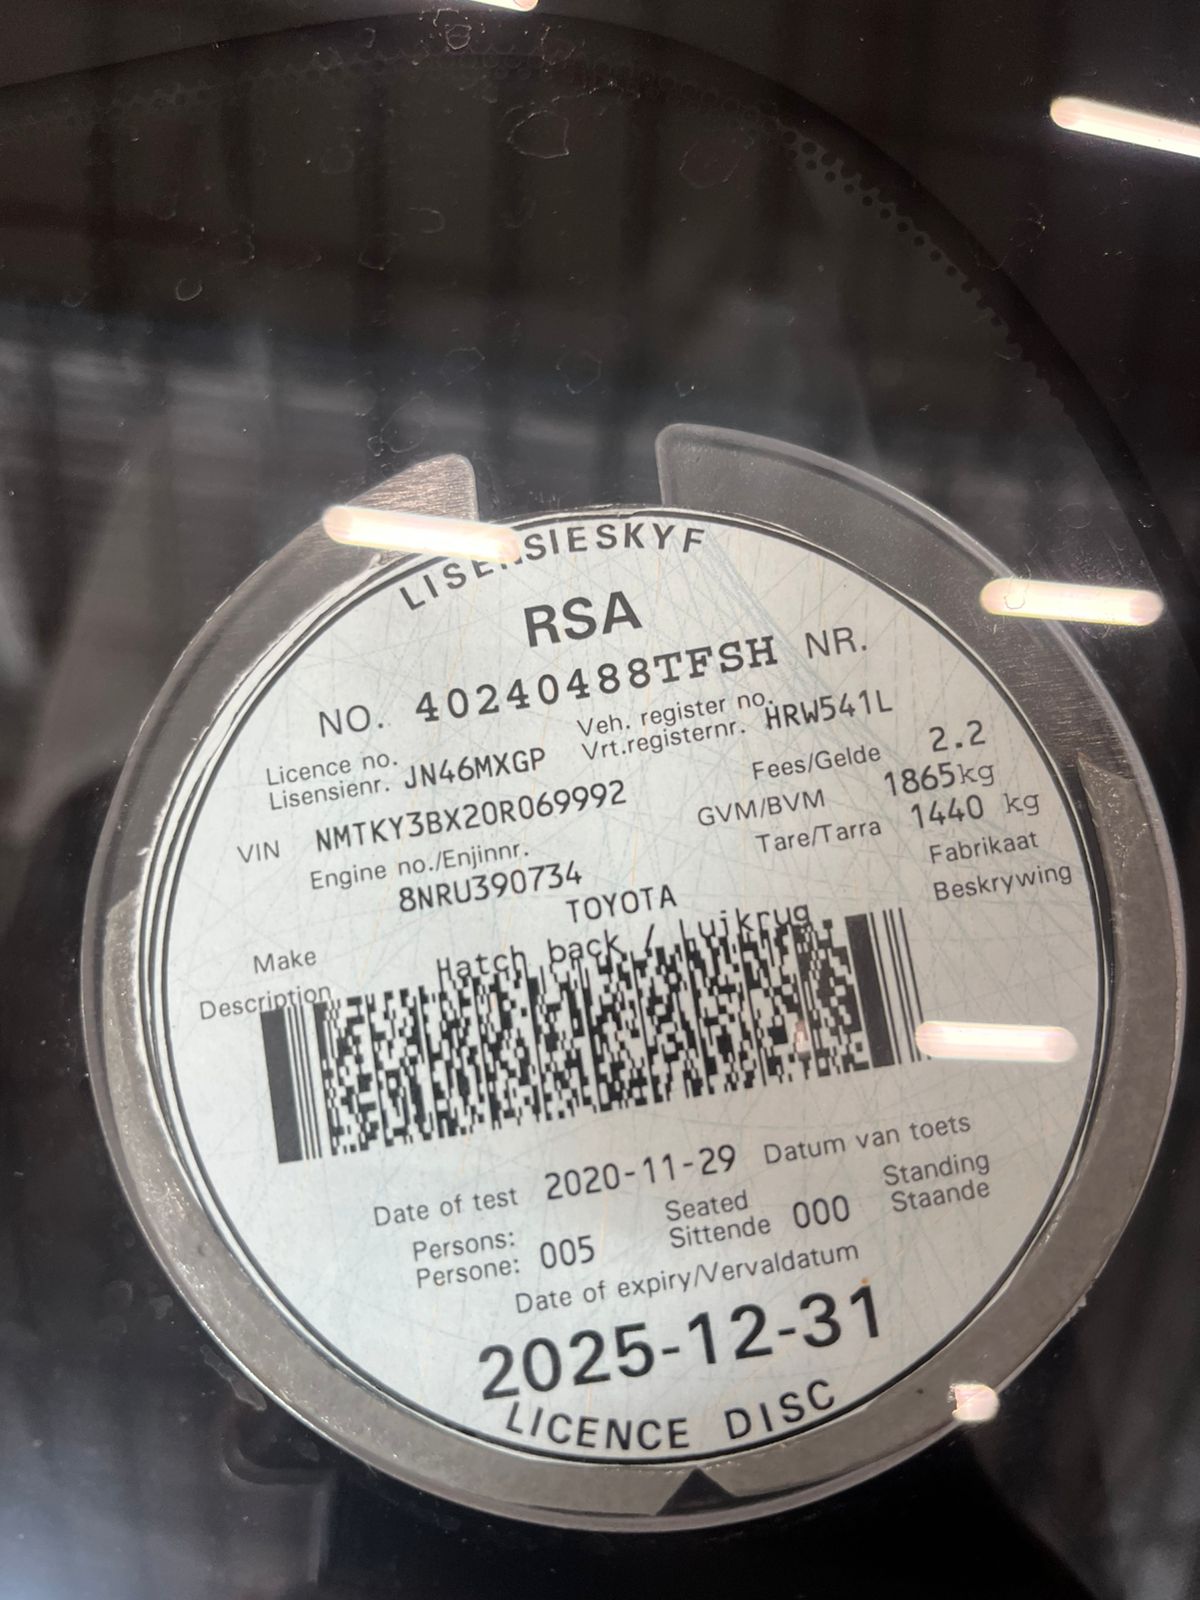 LISENSIESKYF
RSA
NO. 40240488TFSH NR.
Licence no. Veh. register no.
Lisensienr. JN46MXGP Vrt.registernr. HRW541L
VIN NMTKY3BX20R069992 Fees/Gelde 2.2
Engine no./Enjinnr. GVM/BVM 1865kg
8NRU390734 Tare/Tarra 1440 kg
Make TOYOTA Fabrikaat
Description Hatch back / Luikrug Beskrywing
Date of test 2020-11-29 Datum van toets
Persons: Seated Standing
Persone: 005 Sittende 000 Staande
Date of expiry/Vervaldatum
2025-12-31
LICENCE DISC